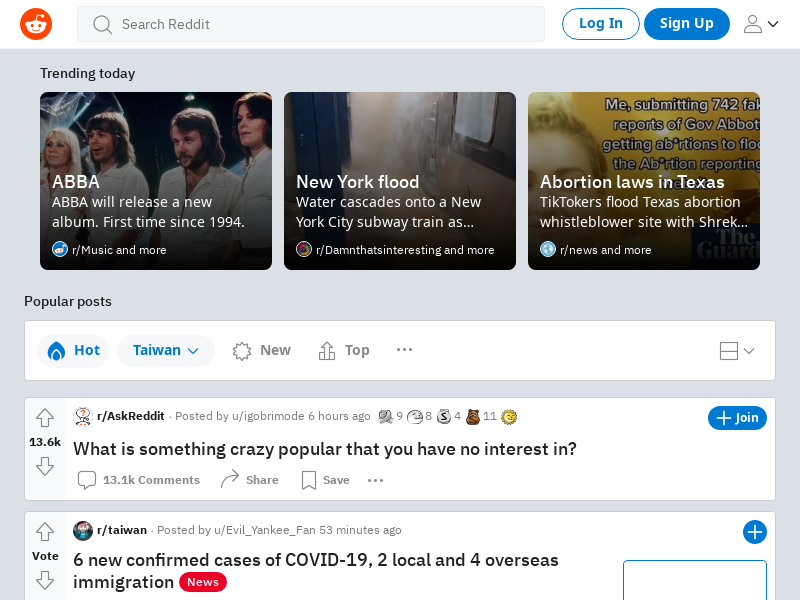 Search Reddit
Log In
Sign Up
Trending today
Me, submitting 742
reports of Gov Abbot
getting ab*rtions to
the Ab*rtion reporting
ABBA
ABBA will release a new
album. First time since 1994.
r/Music and more
New York flood
Water cascades onto a New
York City subway train as...
r/Damnthatsinteresting and more
Abortion laws in Texas
TikTokers flood Texas abortion
whistleblower site with Shrek...
r/news and more
The
Popular posts
Hot
Taiwan
New
Top
13.6k
r/AskReddit · Posted by u/igobrimode 6 hours ago 9 8 4 11
Join
What is something crazy popular that you have no interest in?
13.1k Comments
Share
Save
r/taiwan · Posted by u/Evil_Yankee_Fan 53 minutes ago
Vote
6 new confirmed cases of COVID-19, 2 local and 4 overseas
immigration News